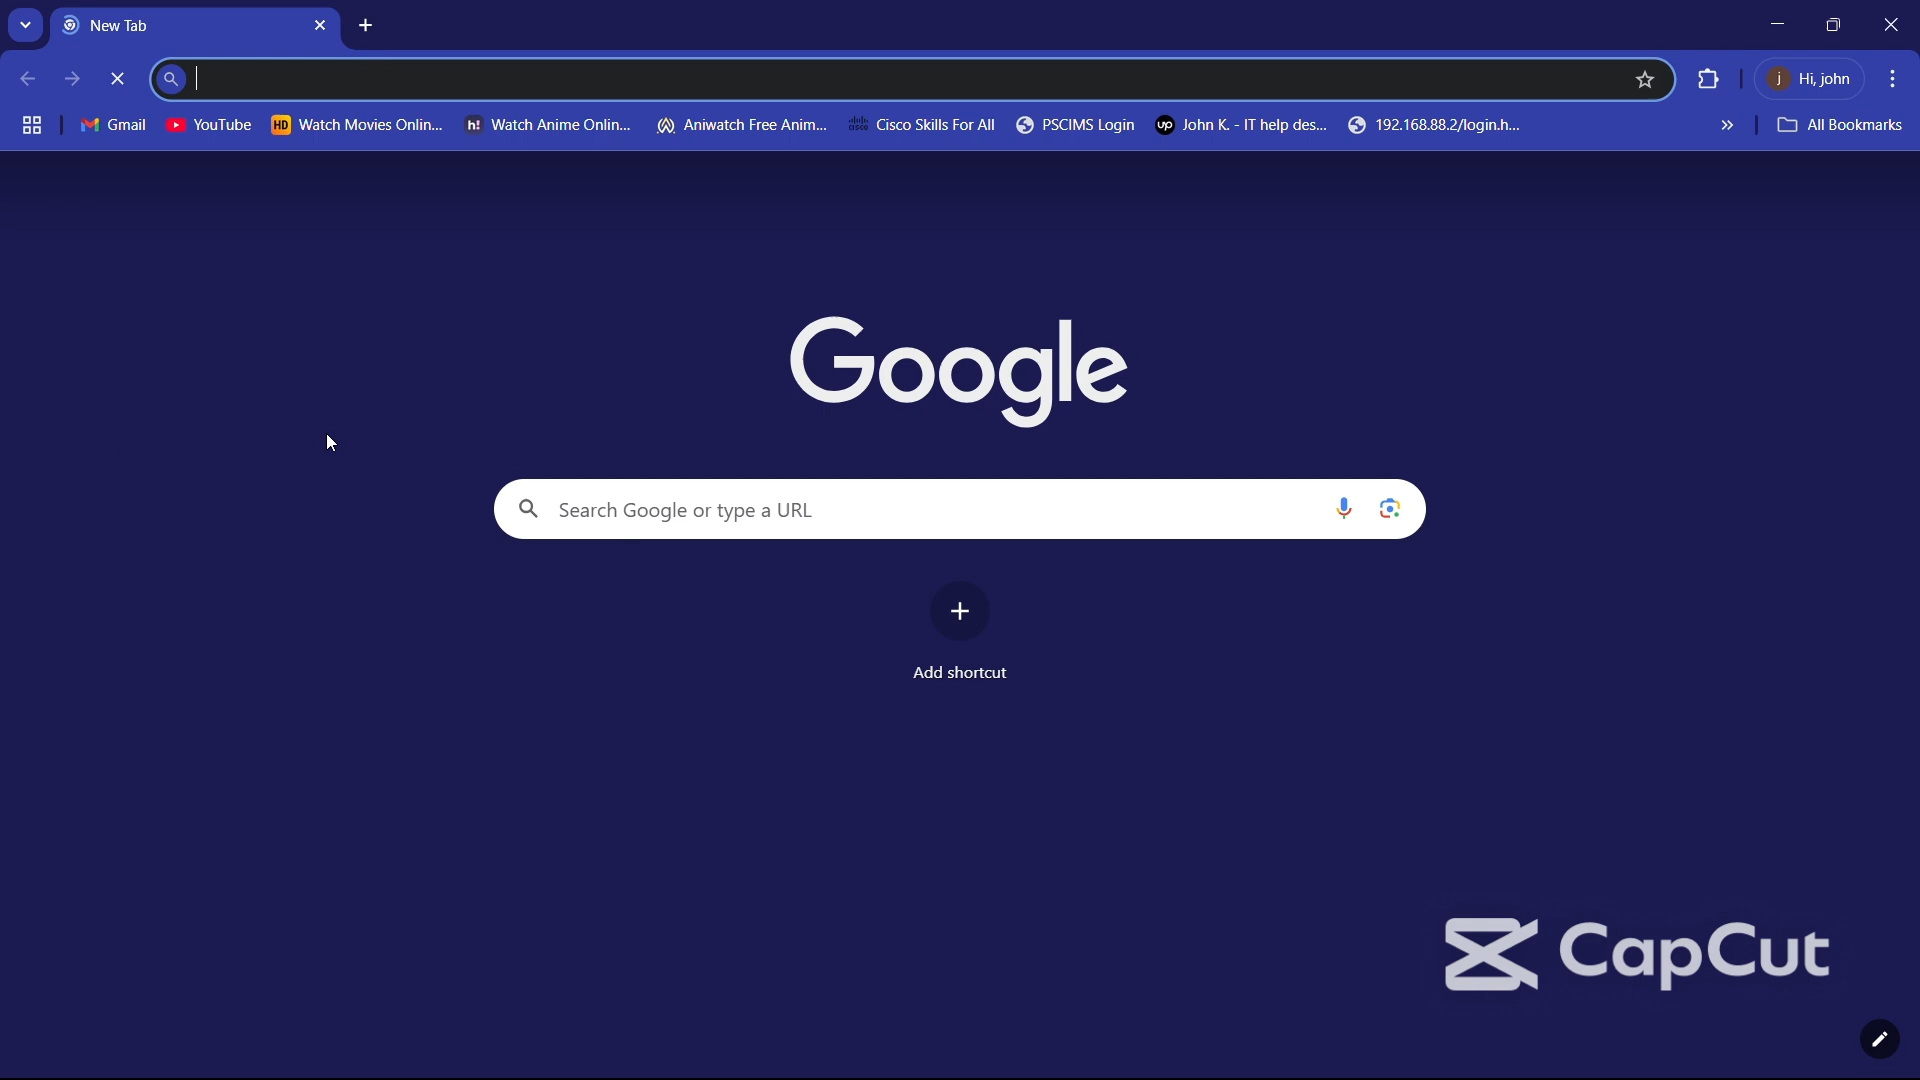 New Tab
Hi, john
Gmail YouTube Watch Movies Onlin... Watch Anime Onlin... Aniwatch Free Anim... Cisco Skills For All PSCIMS Login John K. - IT help des... 192.168.88.2/login.h... All Bookmarks
Google
Search Google or type a URL
Add shortcut
CapCut